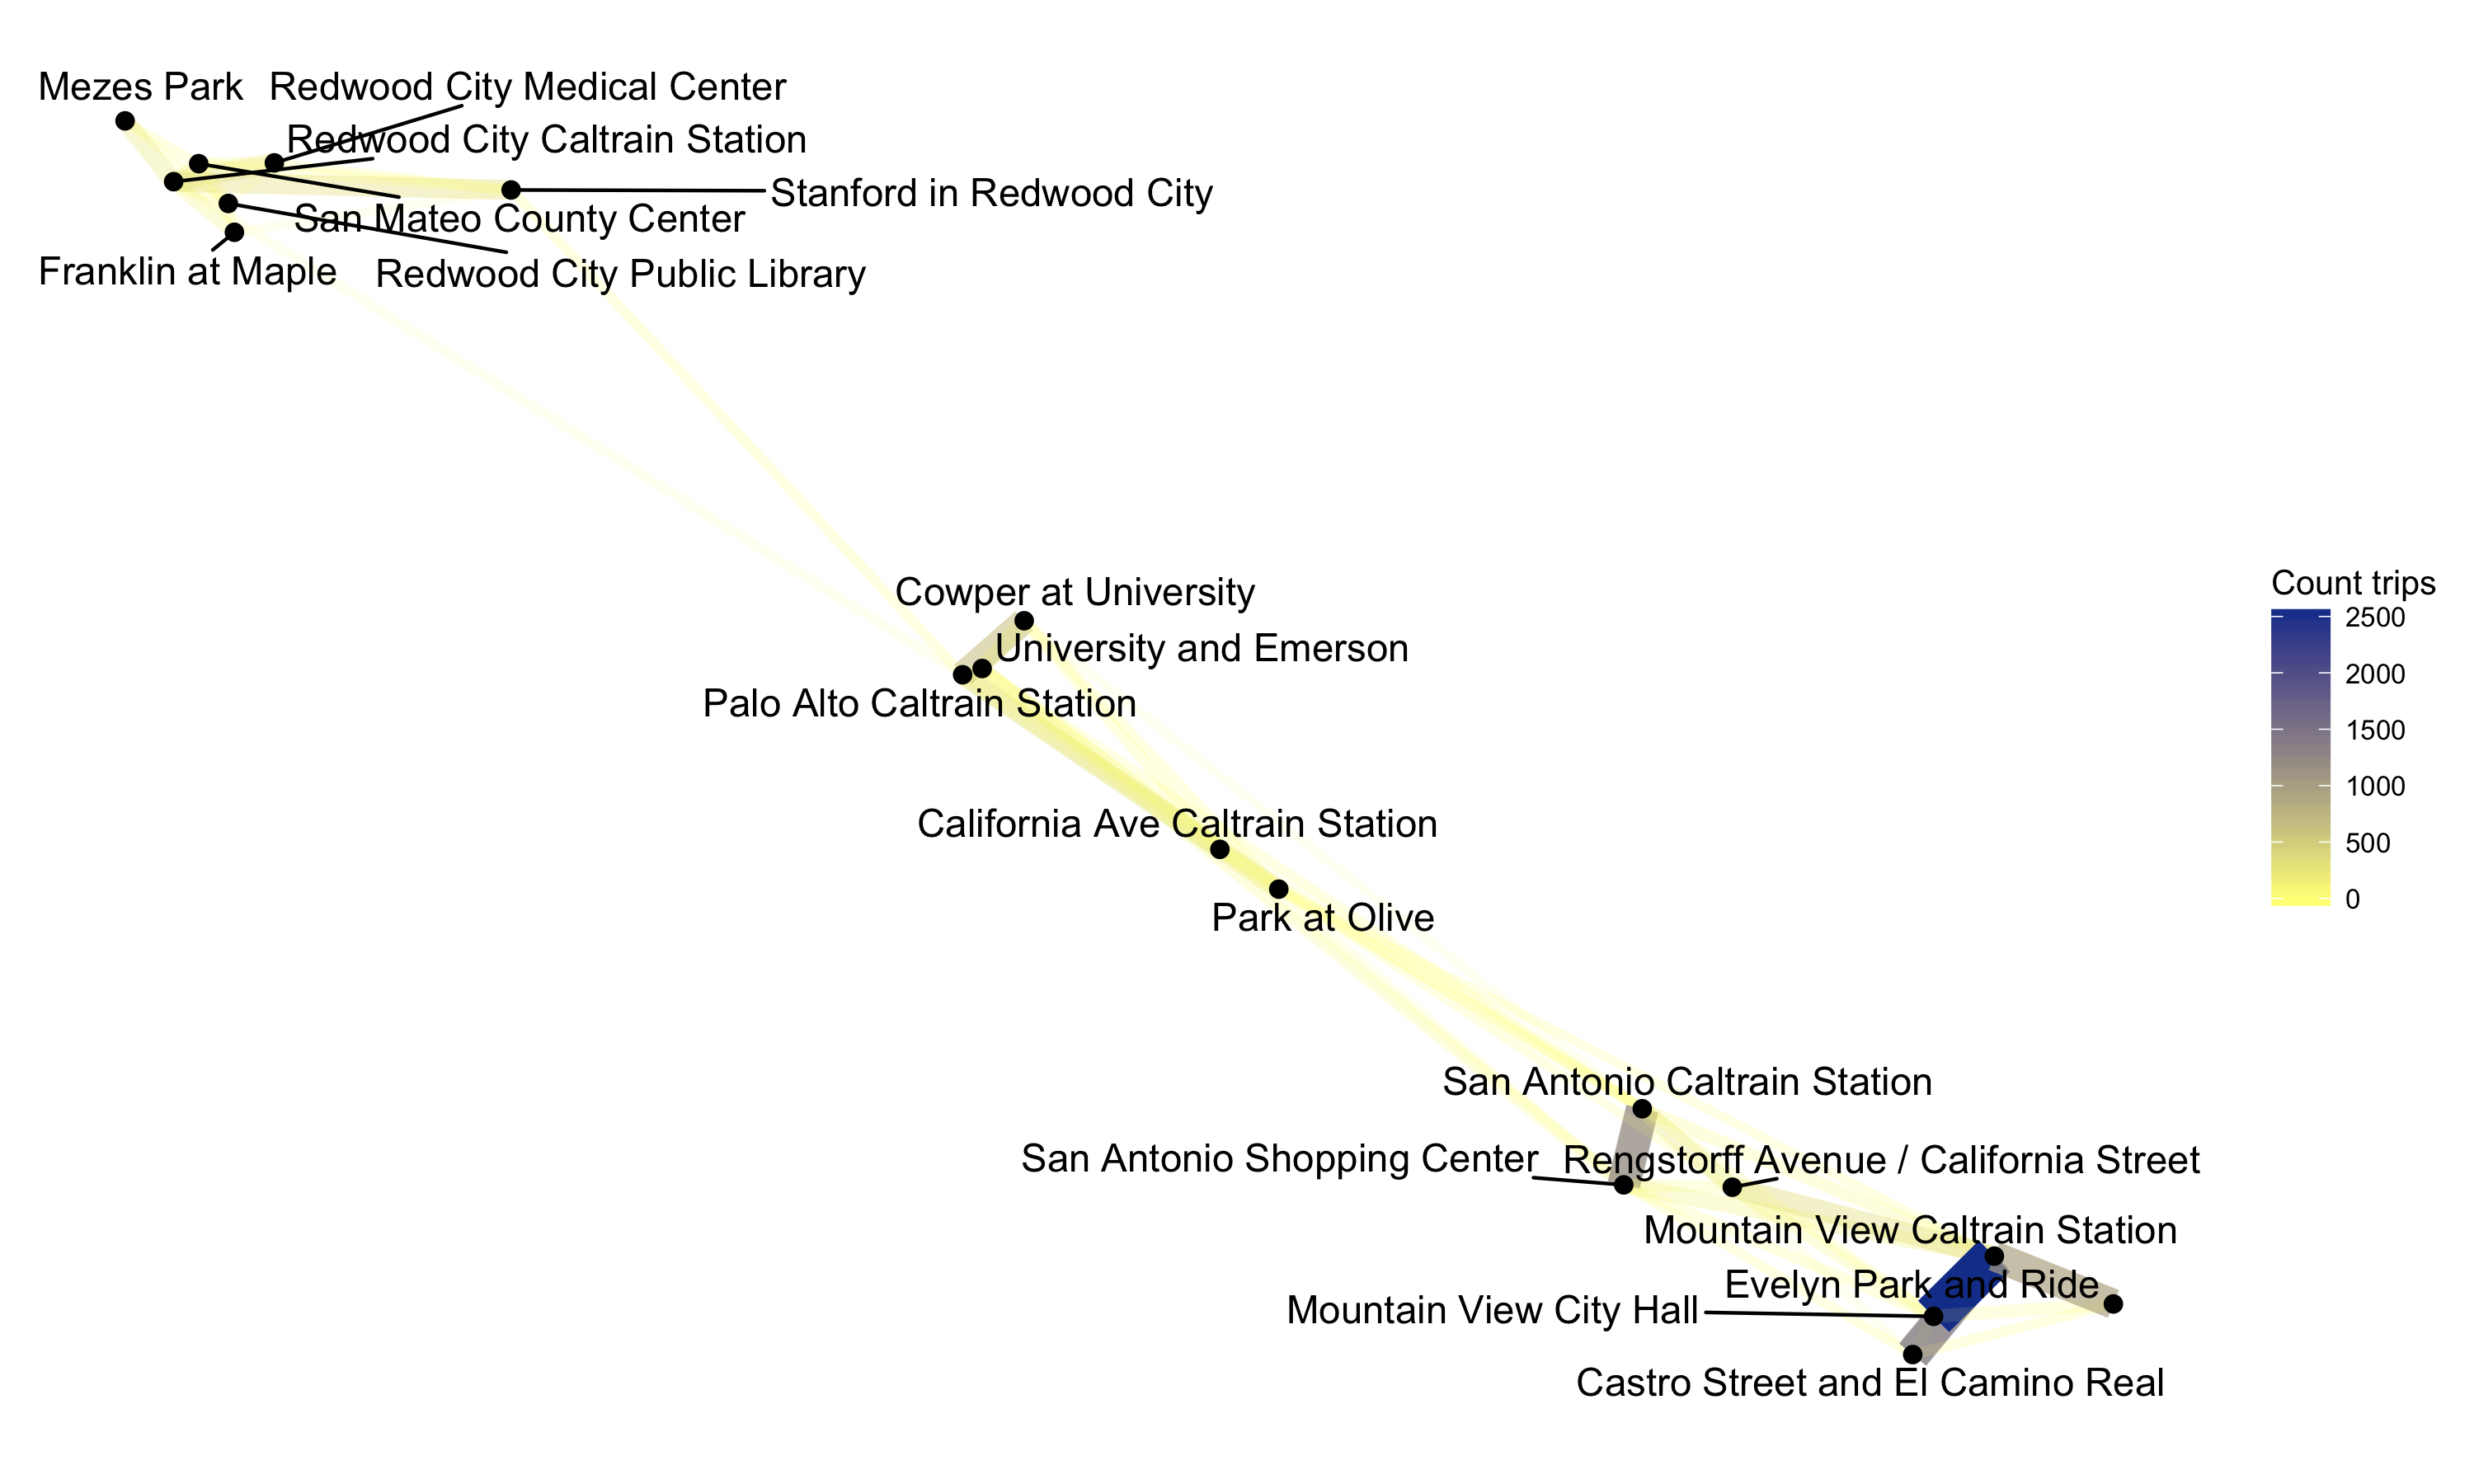 Mezes Park
Redwood City Medical Center
Redwood City Caltrain Station
Stanford in Redwood City
San Mateo County Center
Franklin at Maple
Redwood City Public Library
Cowper at University
University and Emerson
Palo Alto Caltrain Station
California Ave Caltrain Station
Park at Olive
San Antonio Caltrain Station
San Antonio Shopping Center
Rengstorff Avenue / California Street
Mountain View Caltrain Station
Evelyn Park and Ride
Mountain View City Hall
Castro Street and El Camino Real
Count trips
2500
2000
1500
1000
500
0